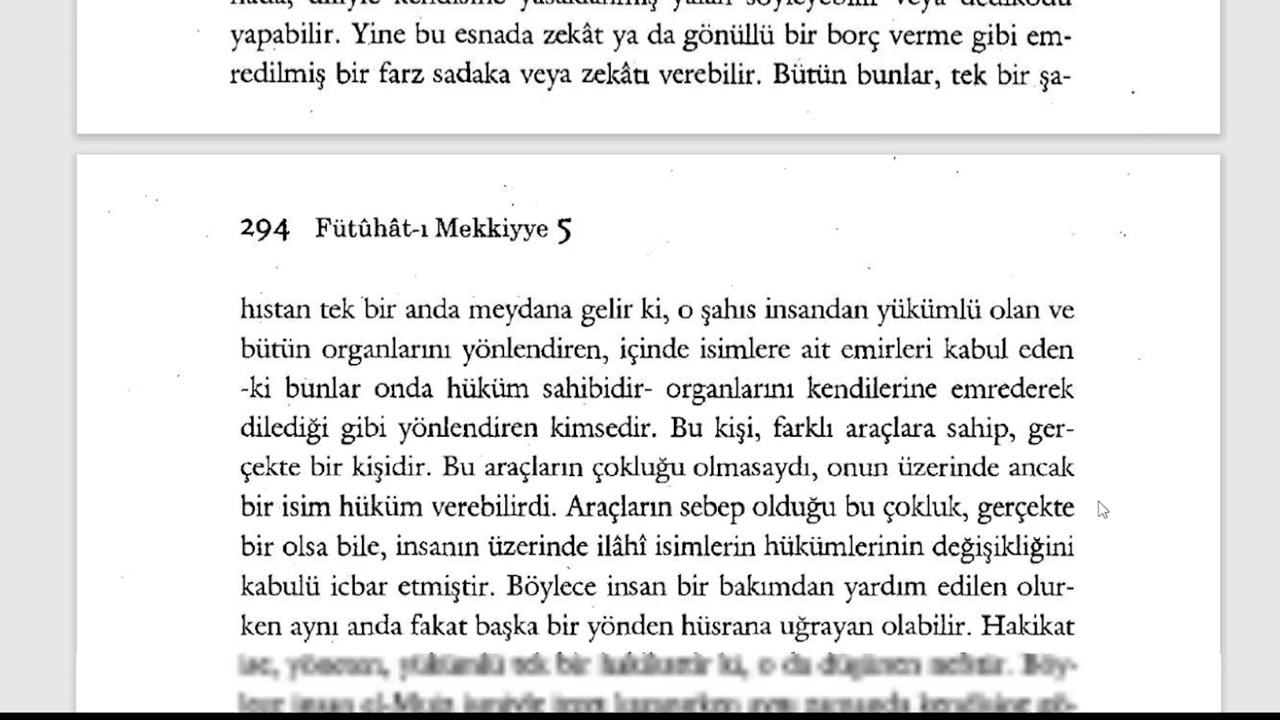 yapabilir. Yine bu esnada zekât ya da gönüllü bir borç verme gibi em-
redilmiş bir farz sadaka veya zekâtı verebilir. Bütün bunlar, tek bir şa-
294 Fütûhât-ı Mekkiyye 5
hıstan tek bir anda meydana gelir ki, o şahıs insandan yükümlü olan ve
bütün organlarını yönlendiren, içinde isimlere ait emirleri kabul eden
-ki bunlar onda hüküm sahibidir- organlarını kendilerine emrederek
dilediği gibi yönlendiren kimsedir. Bu kişi, farklı araçlara sahip, ger-
çekte bir kişidir. Bu araçların çokluğu olmasaydı, onun üzerinde ancak
bir isim hüküm verebilirdi. Araçların sebep olduğu bu çokluk, gerçekte
bir olsa bile, insanın üzerinde ilâhî isimlerin hükümlerinin değişikliğini
kabulü icbar etmiştir. Böylece insan bir bakımdan yardım edilen olur-
ken aynı anda fakat başka bir yönden hüsrana uğrayan olabilir. Hakikat